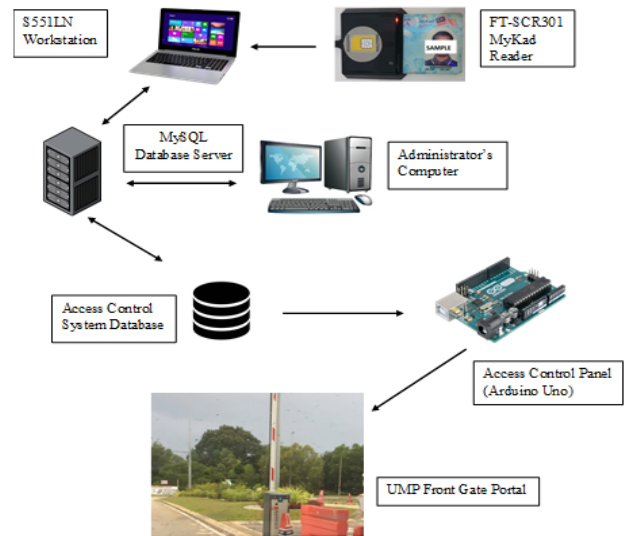 S551LN
Workstation
FT-SCR301
MyKad
Reader
SAMPLE
MySQL
Database Server
Administrator's
Computer
Access Control
System Database
Access Control Panel
(Arduino Uno)
UMP Front Gate Portal